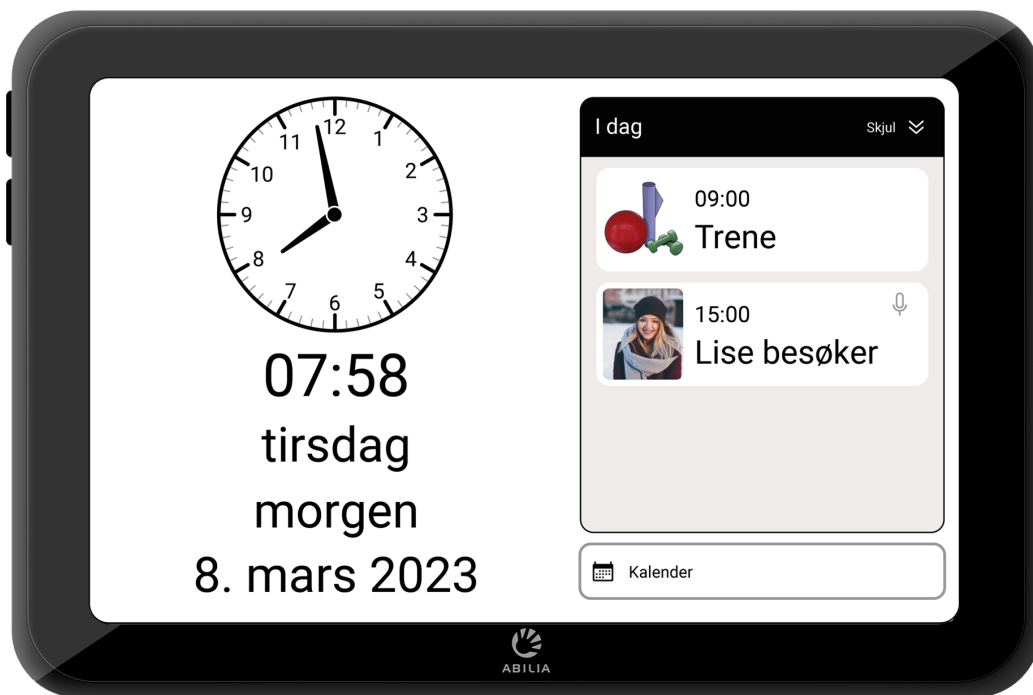 12
11
1
10
2
9
3
8
4
7
5
6
07:58
tirsdag
morgen
8. mars 2023
I dag
Skjul
09:00
Trene
15:00
Lise besøker
Kalender
ABILIA